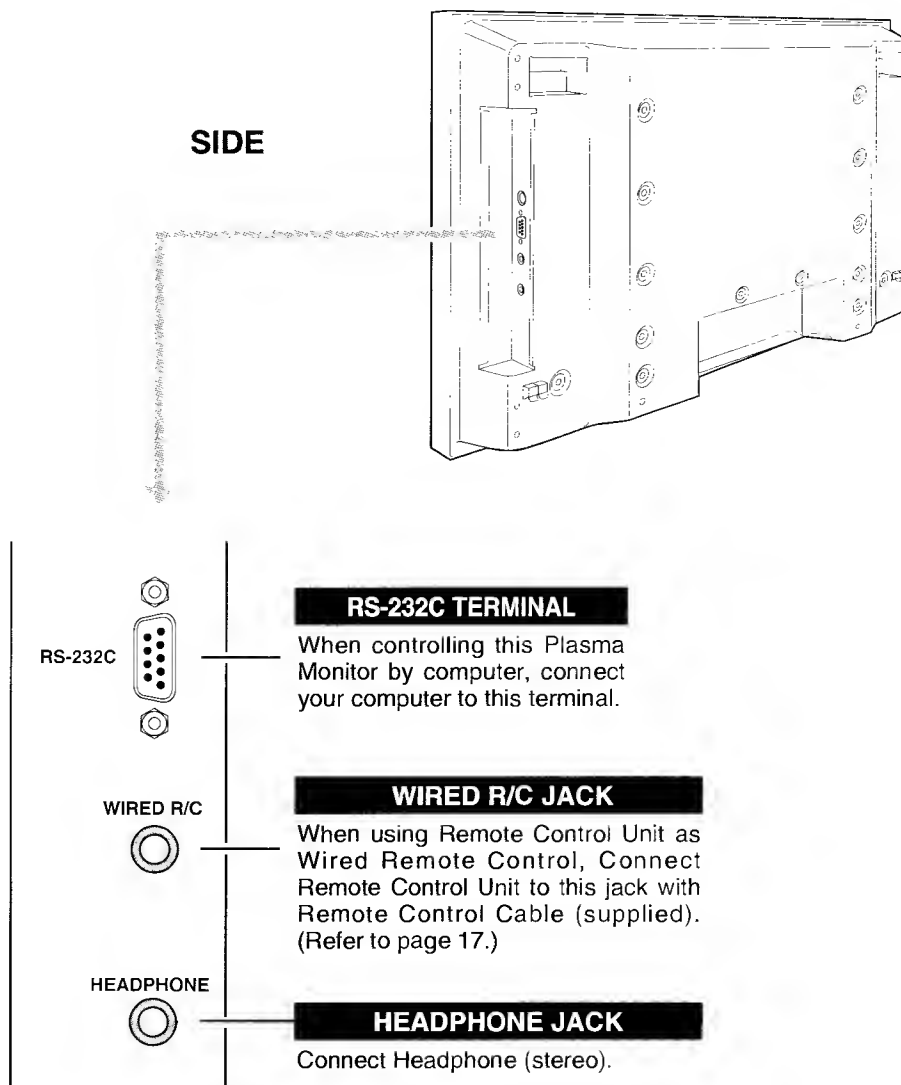 SIDE
RS-232C
RS-232C TERMINAL
When controlling this Plasma
Monitor by computer, connect
your computer to this terminal.
WIRED R/C
WIRED R/C JACK
When using Remote Control Unit as
Wired Remote Control, Connect
Remote Control Unit to this jack with
Remote Control Cable (supplied).
(Refer to page 17.)
HEADPHONE
HEADPHONE JACK
Connect Headphone (stereo).